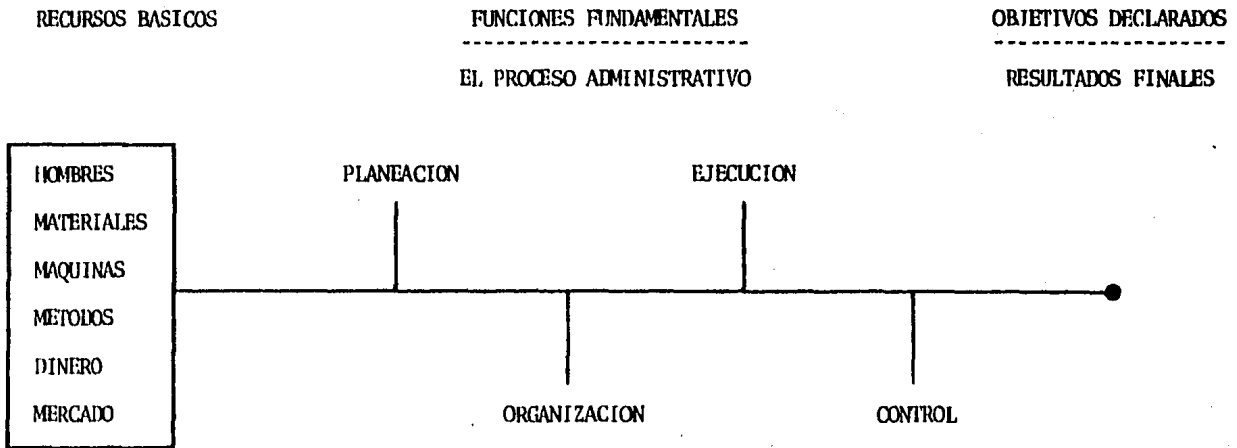 RECURSOS BASICOS
FUNCIONES FUNDAMENTALES
OBJETIVOS DECLARADOS
EL PROCESO ADMINISTRATIVO
RESULTADOS FINALES
HOMBRES
MATERIALES
MAQUINAS
METODOS
DINERO
MERCADO
PLANEACION
EJECUCION
ORGANIZACION
CONTROL